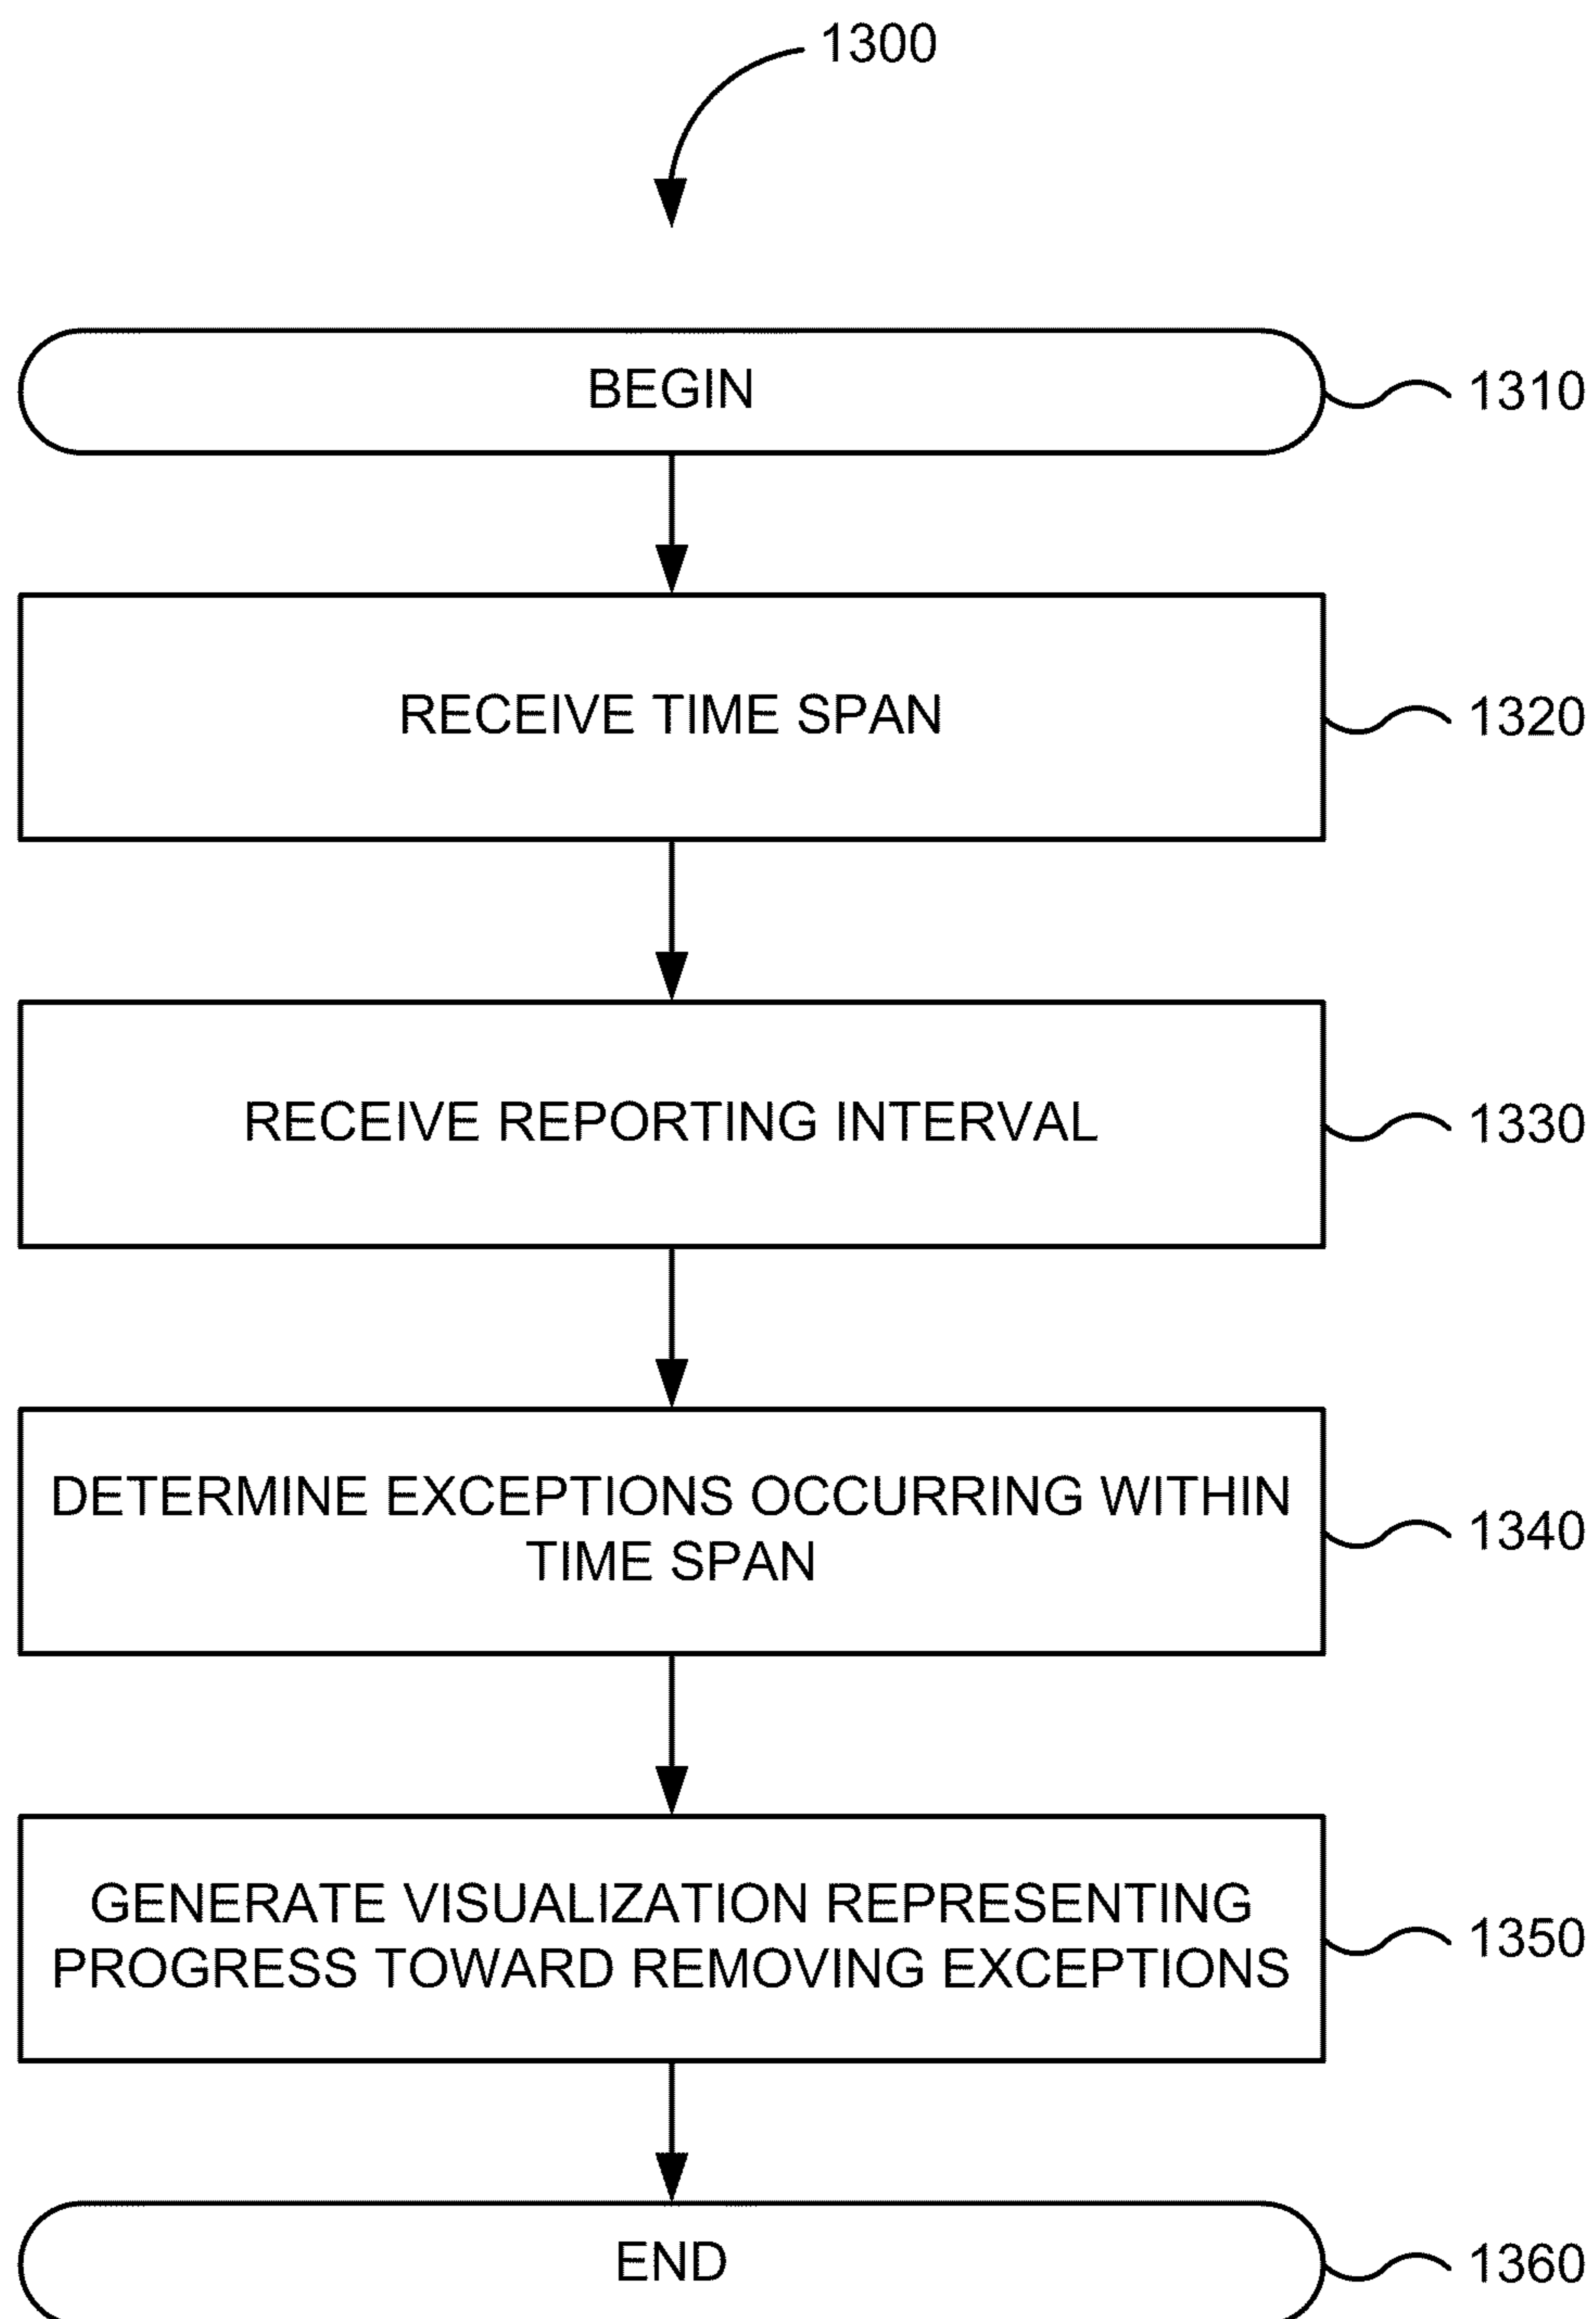 1300
BEGIN
1310
RECEIVE TIME SPAN
1320
RECEIVE REPORTING INTERVAL
1330
DETERMINE EXCEPTIONS OCCURRING WITHIN
TIME SPAN
1340
GENERATE VISUALIZATION REPRESENTING
PROGRESS TOWARD REMOVING EXCEPTIONS
1350
END
1360